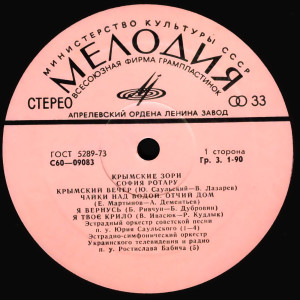 МИНИСТЕРСТВО КУЛЬТУРЫ СССР
МЕЛОДИЯ
ВСЕСОЮЗНАЯ ФИРМА ГРАМПЛАСТИНОК
СТЕРЕО
33
АПРЕЛЕВСКИЙ ОРДЕНА ЛЕНИНА ЗАВОД
ГОСТ 5289-73
С60—09083
1 сторона
Гр. 3. 1-90
КРЫМСКИЕ ЗОРИ
СОФИЯ РОТАРУ
КРЫМСКИЙ ВЕЧЕР (Ю. Саульский—В. Лазарев)
ЧАЙКИ НАД ВОДОЙ, ОТЧИЙ ДОМ
(Е. Мартынов—А. Дементьев)
Я ВЕРНУСЬ (Б. Ривчун—Б. Дубровин)
Я ТВОЕ КРИЛО (В. Ивасюк—Р. Кудлык)
Эстрадный оркестр советской песни
п. у. Юрия Саульского (1—4)
Эстрадно-симфонический оркестр
Украинского телевидения и радио
п. у. Ростислава Бабича (5)